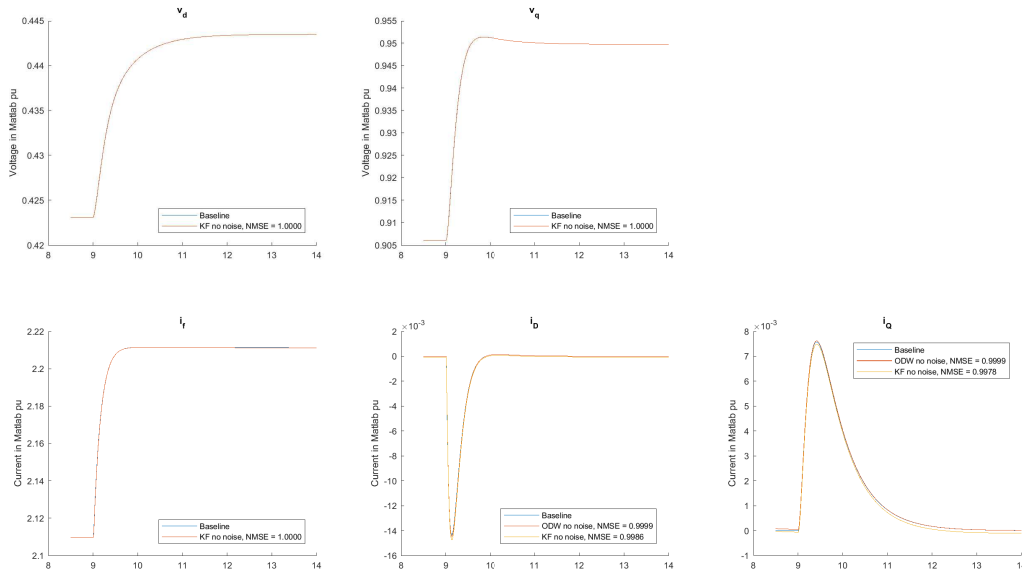 v_d
Voltage in Matlab pu
0.445
0.44
0.435
0.43
0.425
0.42
8 9 10 11 12 13 14
Baseline
KF no noise, NMSE = 1.0000
v_q
Voltage in Matlab pu
0.955
0.95
0.945
0.94
0.935
0.93
0.925
0.92
0.915
0.91
0.905
8 9 10 11 12 13 14
Baseline
KF no noise, NMSE = 1.0000
i_f
Current in Matlab pu
2.22
2.2
2.18
2.16
2.14
2.12
2.1
8 9 10 11 12 13 14
Baseline
KF no noise, NMSE = 1.0000
i_D
×10^-3
Current in Matlab pu
2
0
-2
-4
-6
-8
-10
-12
-14
-16
8 9 10 11 12 13 14
Baseline
ODW no noise, NMSE = 0.9999
KF no noise, NMSE = 0.9986
i_Q
×10^-3
Current in Matlab pu
8
7
6
5
4
3
2
1
0
-1
8 9 10 11 12 13 14
Baseline
ODW no noise, NMSE = 0.9999
KF no noise, NMSE = 0.9978